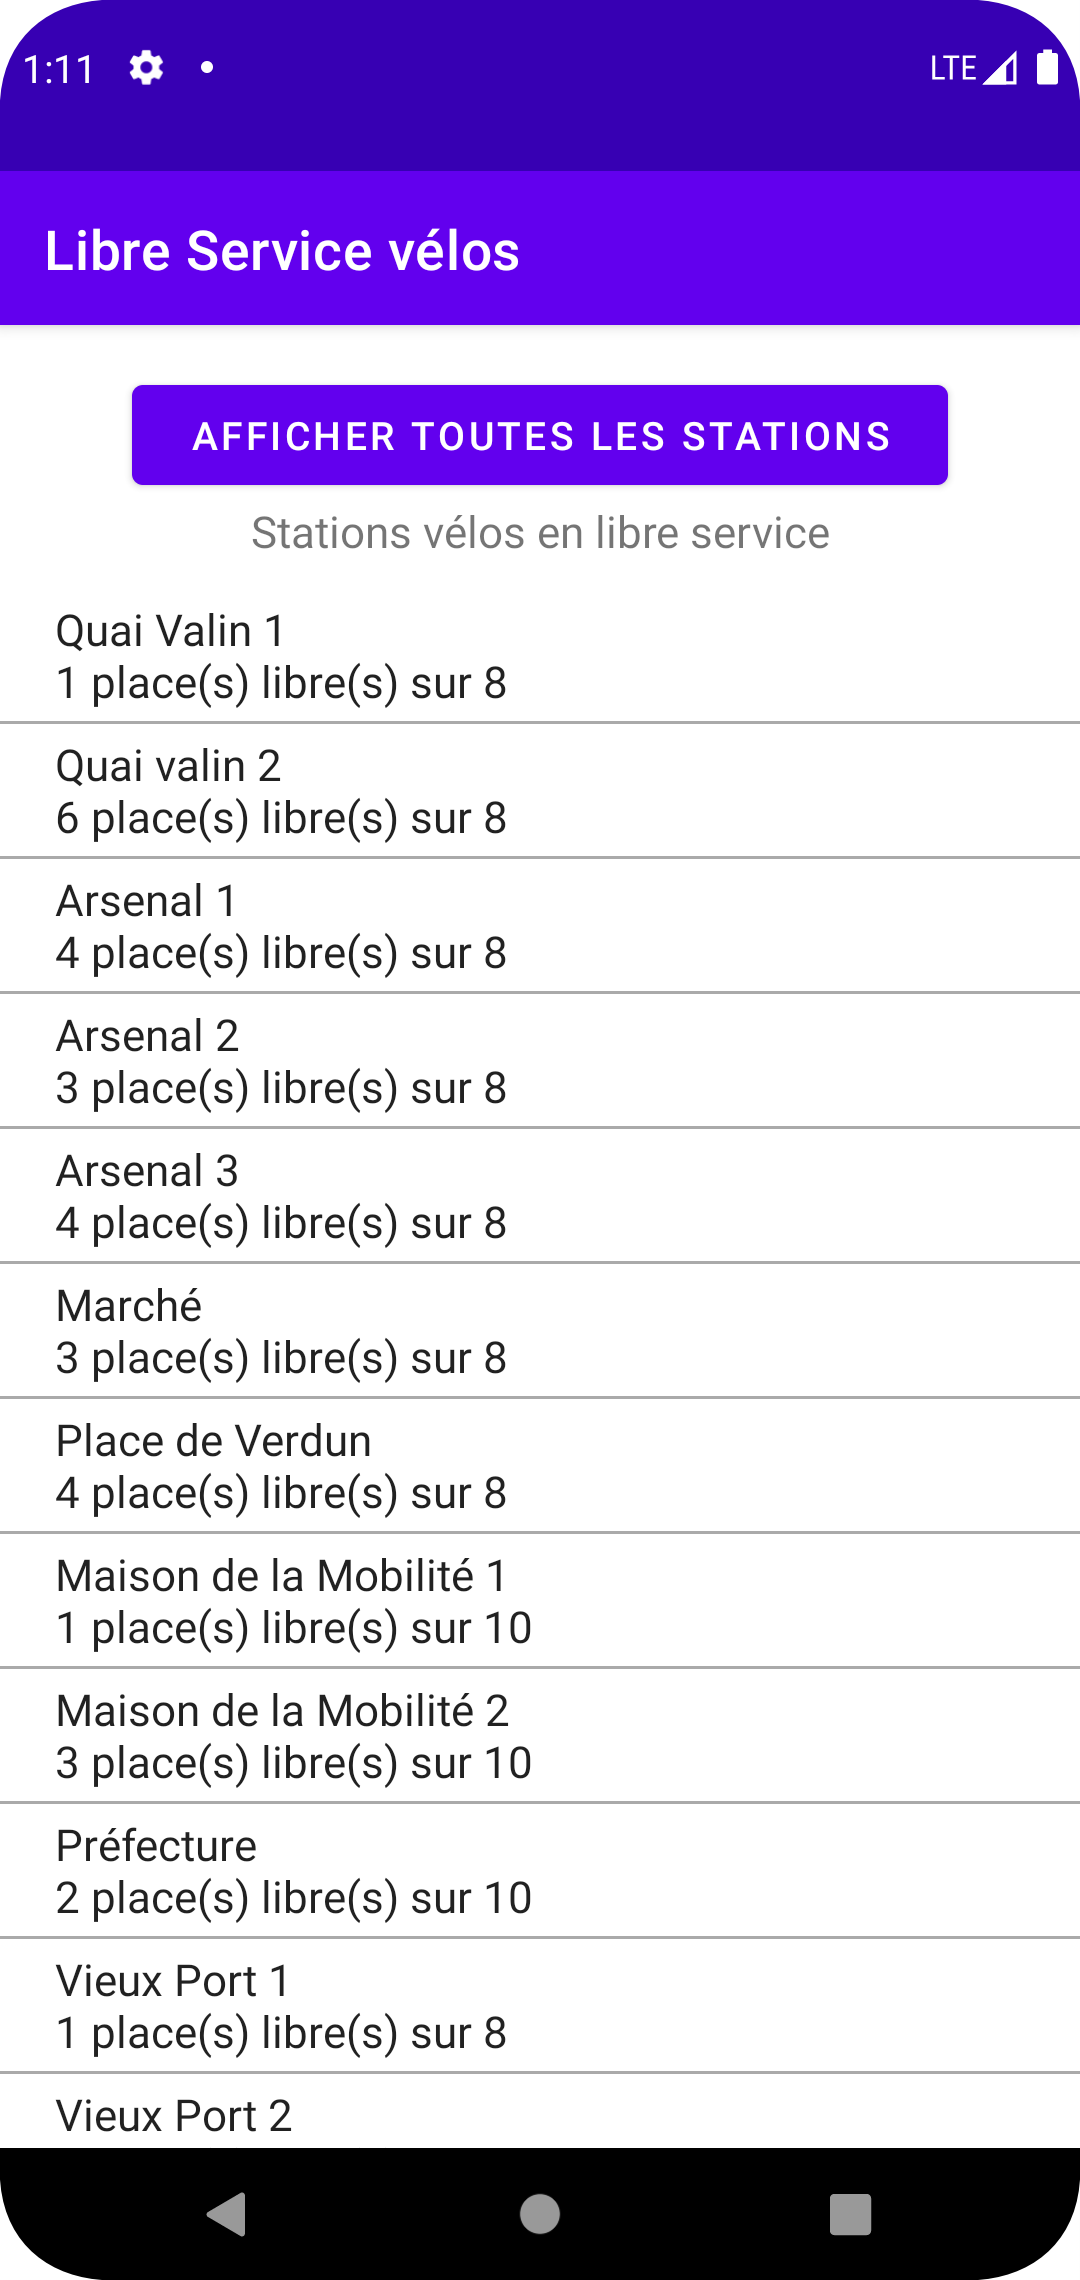 1:11
LTE
Libre Service vélos
AFFICHER TOUTES LES STATIONS
Stations vélos en libre service
Quai Valin 1
1 place(s) libre(s) sur 8
Quai valin 2
6 place(s) libre(s) sur 8
Arsenal 1
4 place(s) libre(s) sur 8
Arsenal 2
3 place(s) libre(s) sur 8
Arsenal 3
4 place(s) libre(s) sur 8
Marché
3 place(s) libre(s) sur 8
Place de Verdun
4 place(s) libre(s) sur 8
Maison de la Mobilité 1
1 place(s) libre(s) sur 10
Maison de la Mobilité 2
3 place(s) libre(s) sur 10
Préfecture
2 place(s) libre(s) sur 10
Vieux Port 1
1 place(s) libre(s) sur 8
Vieux Port 2